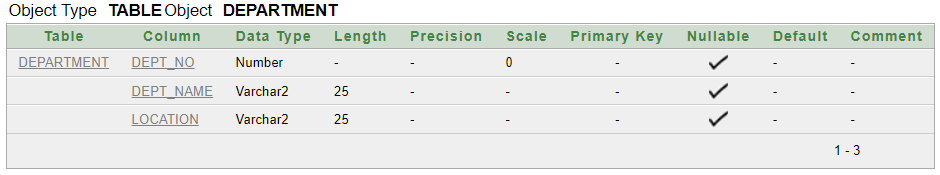 Object Type TABLE Object DEPARTMENT
Table Column Data Type Length Precision Scale Primary Key Nullable Default Comment
DEPARTMENT DEPT_NO Number - - 0 - ✓ - -
DEPT_NAME Varchar2 25 - - - ✓ - -
LOCATION Varchar2 25 - - - ✓ - -
1 - 3